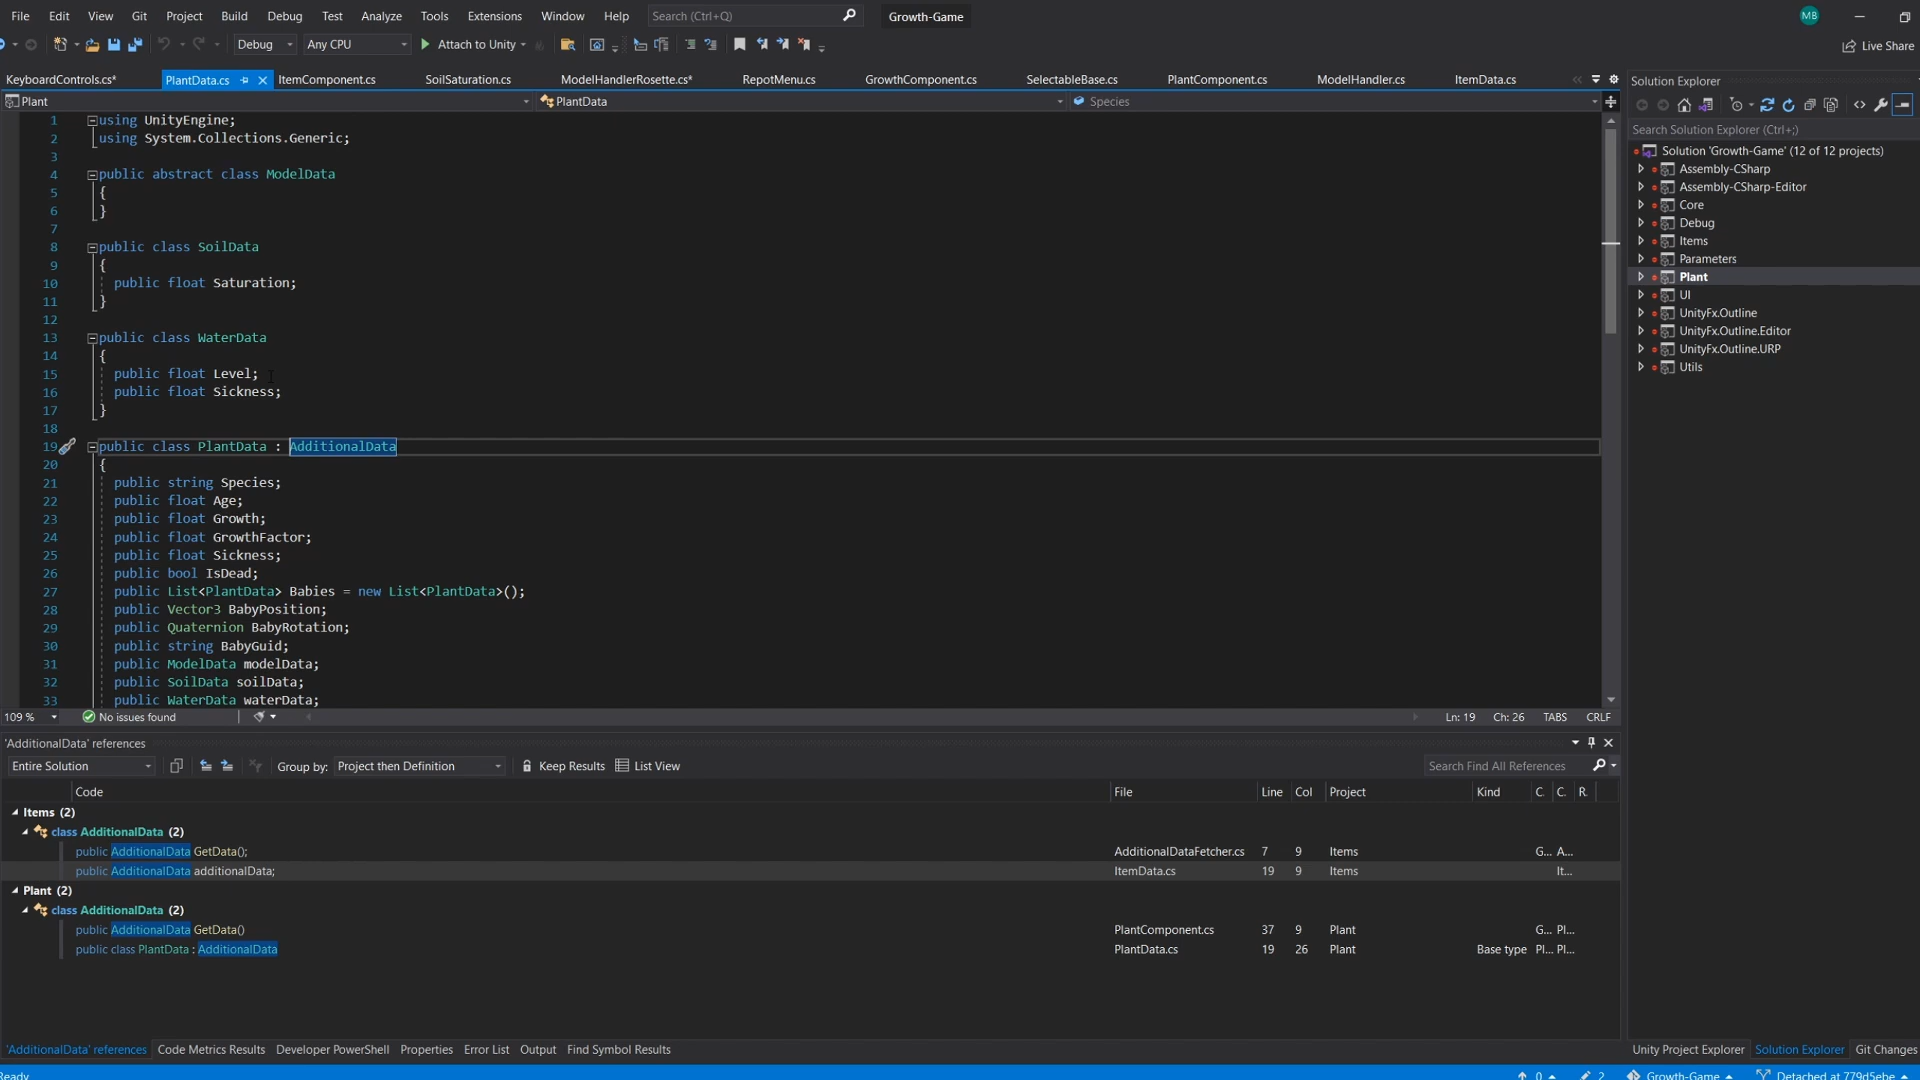 File Edit View Git Project Build Debug Test Analyze Tools Extensions Window Help Search (Ctrl+Q) Growth-Game MB
Debug Any CPU Attach to Unity Live Share
KeyboardControls.cs* PlantData.cs ItemComponent.cs SoilSaturation.cs ModelHandlerRosette.cs* RepotMenu.cs GrowthComponent.cs SelectableBase.cs PlantComponent.cs ModelHandler.cs ItemData.cs
Plant PlantData Species
1 using UnityEngine;
2 using System.Collections.Generic;
3
4 public abstract class ModelData
5 {
6 }
7
8 public class SoilData
9 {
10 public float Saturation;
11 }
12
13 public class WaterData
14 {
15 public float Level;
16 public float Sickness;
17 }
18
19 public class PlantData : AdditionalData
20 {
21 public string Species;
22 public float Age;
23 public float Growth;
24 public float GrowthFactor;
25 public float Sickness;
26 public bool IsDead;
27 public List<PlantData> Babies = new List<PlantData>();
28 public Vector3 BabyPosition;
29 public Quaternion BabyRotation;
30 public string BabyGuid;
31 public ModelData modelData;
32 public SoilData soilData;
33 public WaterData waterData;
109 % No issues found Ln: 19 Ch: 26 TABS CRLF
Solution Explorer
Search Solution Explorer (Ctrl+;)
Solution 'Growth-Game' (12 of 12 projects)
Assembly-CSharp
Assembly-CSharp-Editor
Core
Debug
Items
Parameters
Plant
UI
UnityFx.Outline
UnityFx.Outline.Editor
UnityFx.Outline.URP
Utils
'AdditionalData' references
Entire Solution Group by: Project then Definition Keep Results List View Search Find All References
Code File Line Col Project Kind C. C. R.
Items (2)
class AdditionalData (2)
public AdditionalData GetData(); AdditionalDataFetcher.cs 7 9 Items G... A...
public AdditionalData additionalData; ItemData.cs 19 9 Items It...
Plant (2)
class AdditionalData (2)
public AdditionalData GetData() PlantComponent.cs 37 9 Plant G... Pl...
public class PlantData : AdditionalData PlantData.cs 19 26 Plant Base type Pl... Pl...
'AdditionalData' references Code Metrics Results Developer PowerShell Properties Error List Output Find Symbol Results
Unity Project Explorer Solution Explorer Git Changes
Ready 0 2 Growth-Game Detached at 779d5ebe